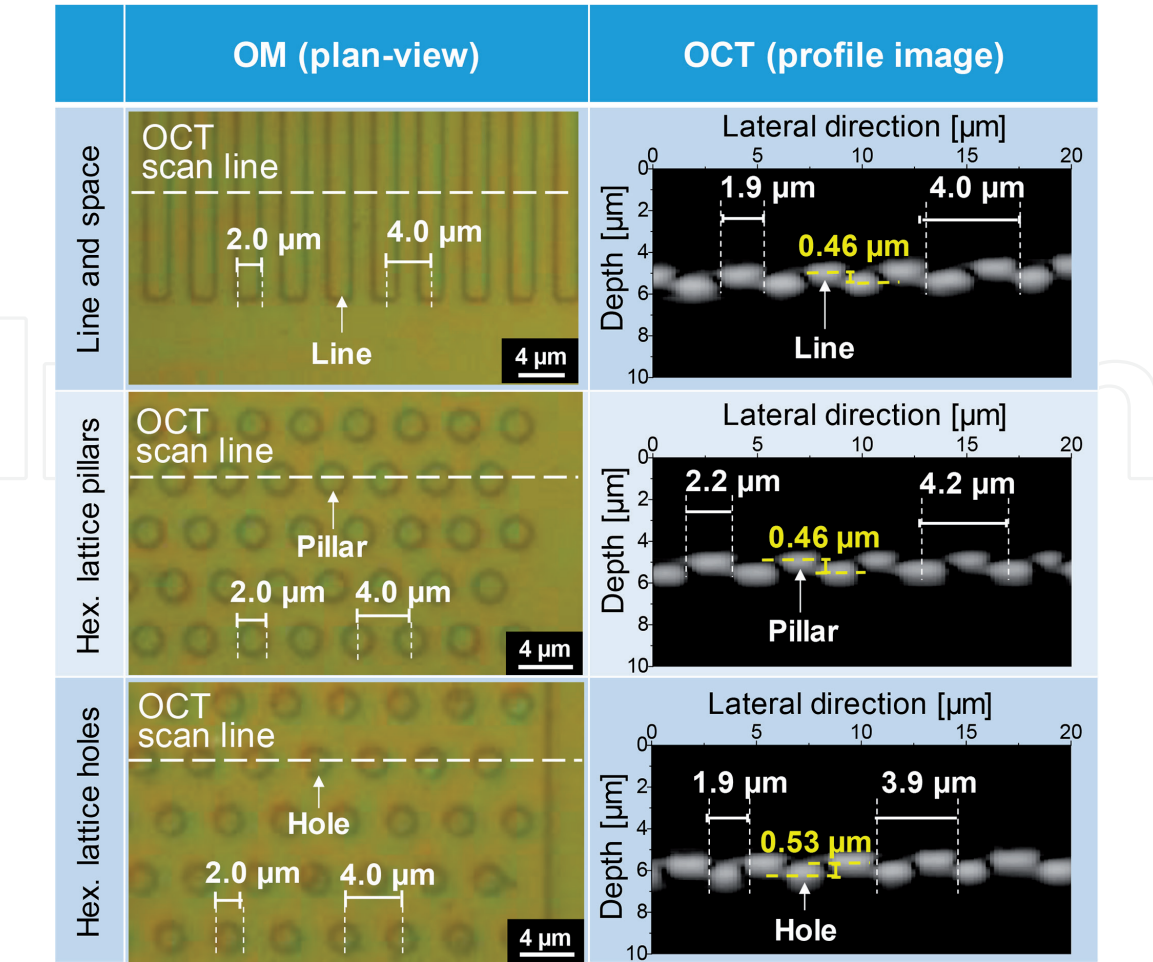 OM (plan-view)
OCT (profile image)
Line and space
OCT
scan line
2.0 µm
4.0 µm
Line
4 µm
Lateral direction [µm]
0 5 10 15 20
Depth [µm]
0
2
4
6
8
10
1.9 µm
4.0 µm
0.46 µm
Line
Hex. lattice pillars
OCT
scan line
Pillar
2.0 µm
4.0 µm
4 µm
Lateral direction [µm]
0 5 10 15 20
Depth [µm]
0
2
4
6
8
10
2.2 µm
4.2 µm
0.46 µm
Pillar
Hex. lattice holes
OCT
scan line
Hole
2.0 µm
4.0 µm
4 µm
Lateral direction [µm]
0 5 10 15 20
Depth [µm]
0
2
4
6
8
10
1.9 µm
3.9 µm
0.53 µm
Hole